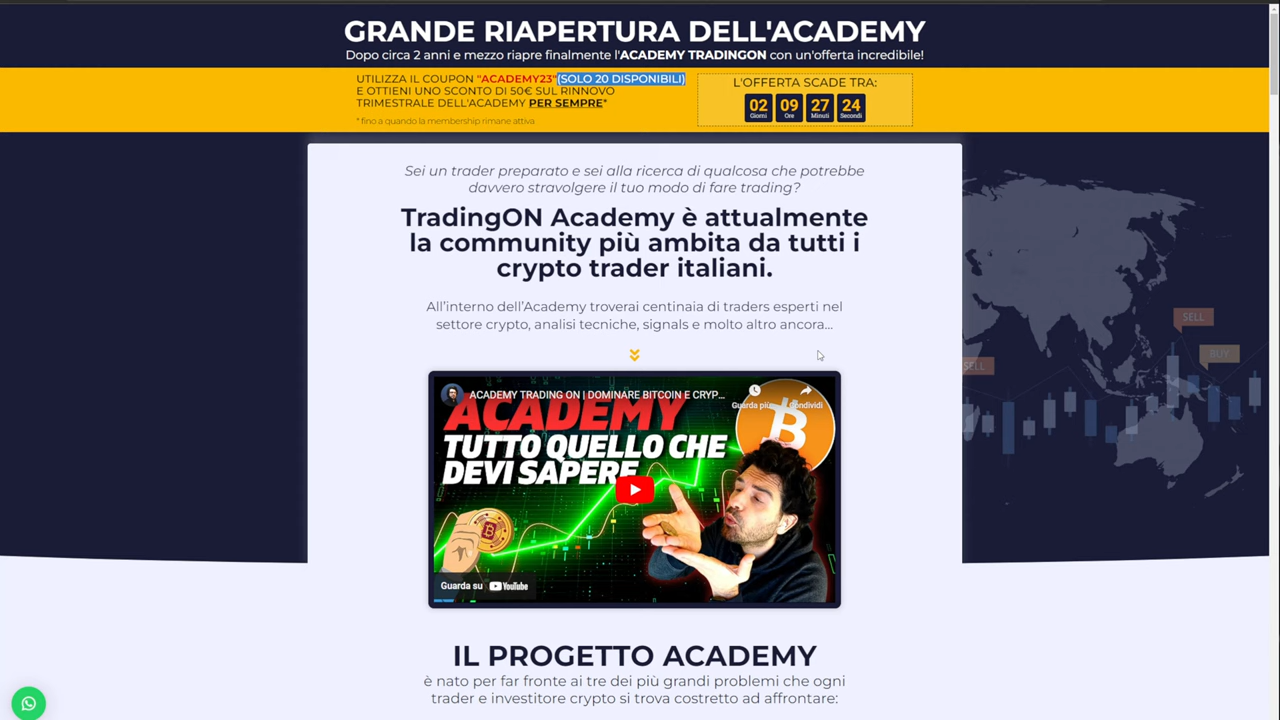 GRANDE RIAPERTURA DELL'ACADEMY
Dopo circa 2 anni e mezzo riapre finalmente l'ACADEMY TRADINGON con un'offerta incredibile!
UTILIZZA IL COUPON "ACADEMY23"(SOLO 20 DISPONIBILI)
E OTTIENI UNO SCONTO DI 50€ SUL RINNOVO
TRIMESTRALE DELL'ACADEMY PER SEMPRE*
* fino a quando la membership rimane attiva
L'OFFERTA SCADE TRA:
02 09 27 24
Giorni Ore Minuti Secondi
Sei un trader preparato e sei alla ricerca di qualcosa che potrebbe
davvero stravolgere il tuo modo di fare trading?
TradingON Academy è attualmente
la community più ambita da tutti i
crypto trader italiani.
All'interno dell'Academy troverai centinaia di traders esperti nel
settore crypto, analisi tecniche, signals e molto altro ancora...
SELL
BUY
SELL
ACADEMY TRADING ON | DOMINARE BITCOIN E CRYP...
Guarda più... Condividi
ACADEMY
TUTTO QUELLO CHE
DEVI SAPERE
Guarda su YouTube
IL PROGETTO ACADEMY
è nato per far fronte ai tre dei più grandi problemi che ogni
trader e investitore crypto si trova costretto ad affrontare: